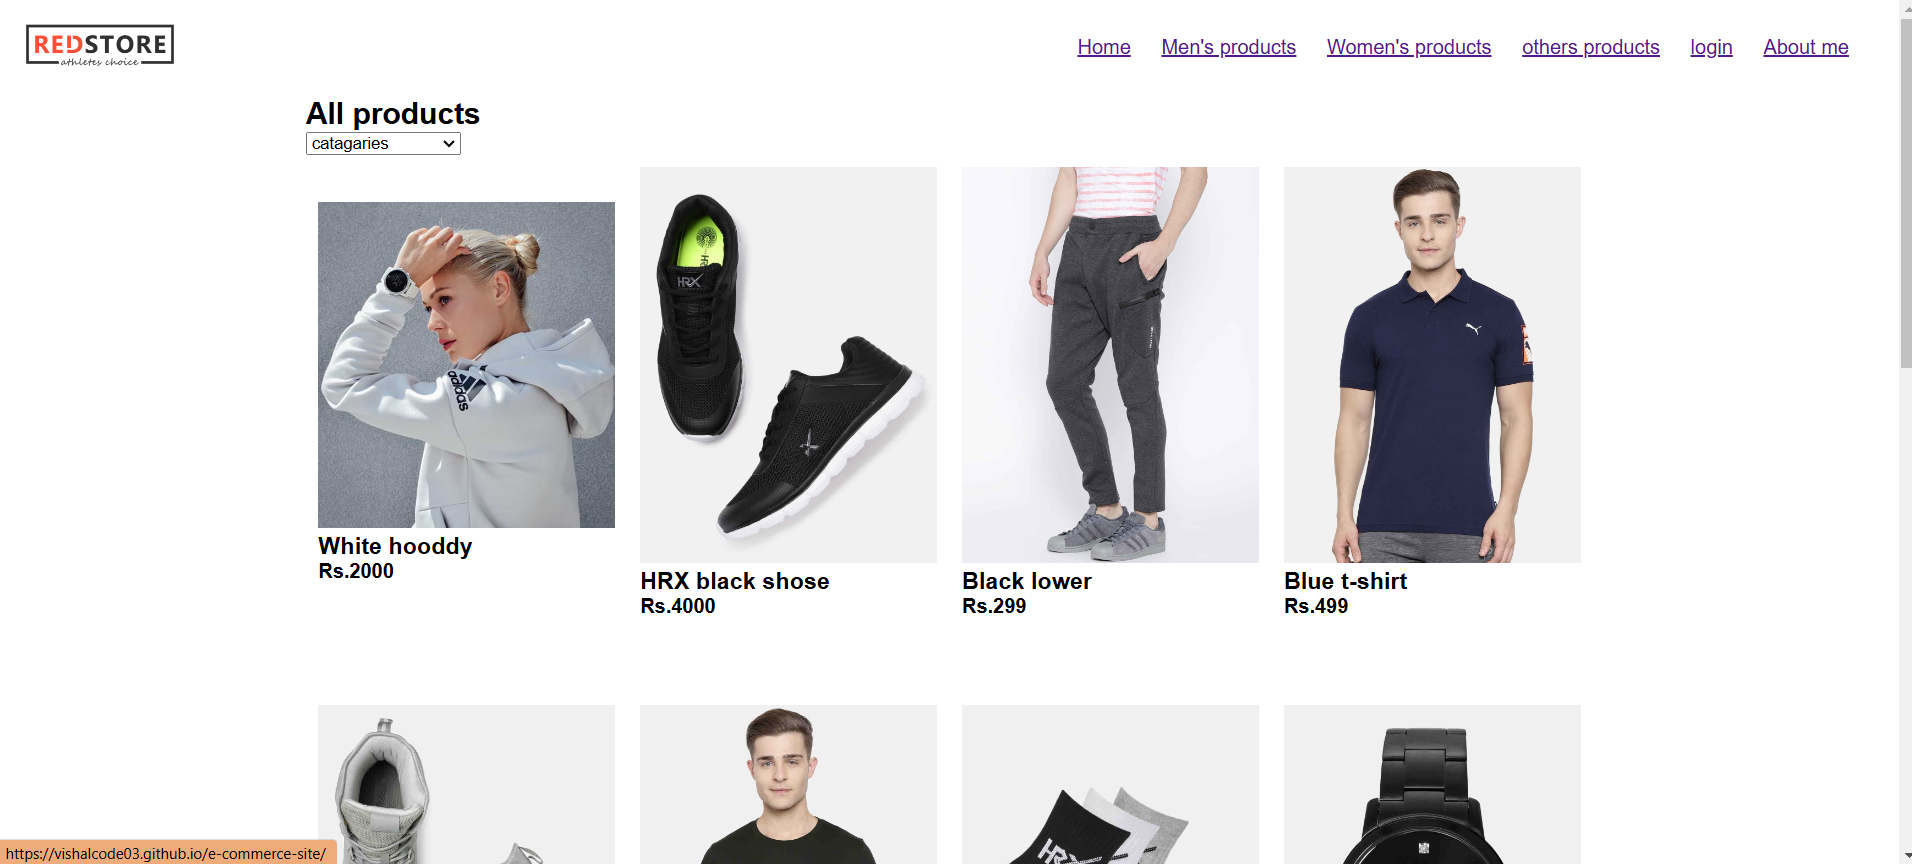 REDSTORE
athletes choice
Home Men's products Women's products others products login About me
All products
catagaries
HRX
adidas
White hooddy
Rs.2000
HRX black shose
Rs.4000
Black lower
Rs.299
Blue t-shirt
Rs.499
HRX
https://vishalcode03.github.io/e-commerce-site/